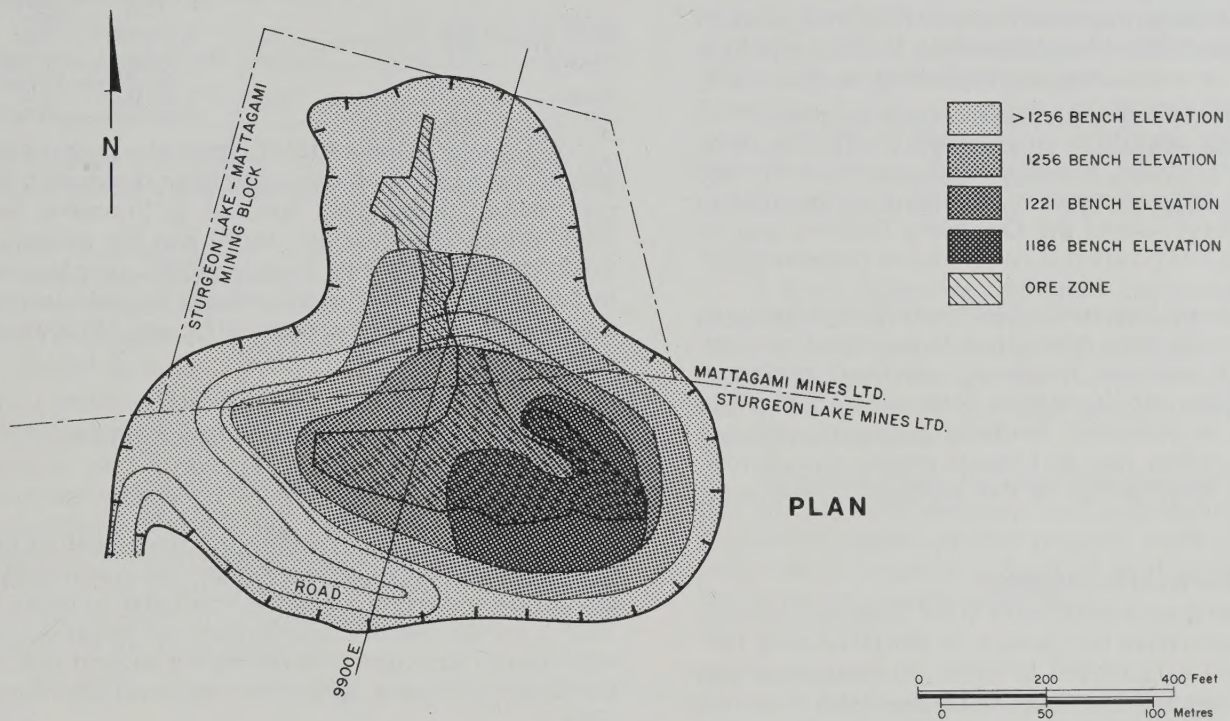 N
STURGEON LAKE - MATTAGAMI
MINING BLOCK
>1256 BENCH ELEVATION
1256 BENCH ELEVATION
1221 BENCH ELEVATION
1186 BENCH ELEVATION
ORE ZONE
MATTAGAMI MINES LTD.
STURGEON LAKE MINES LTD.
PLAN
ROAD
9900 E
0 200 400 Feet
0 50 100 Metres